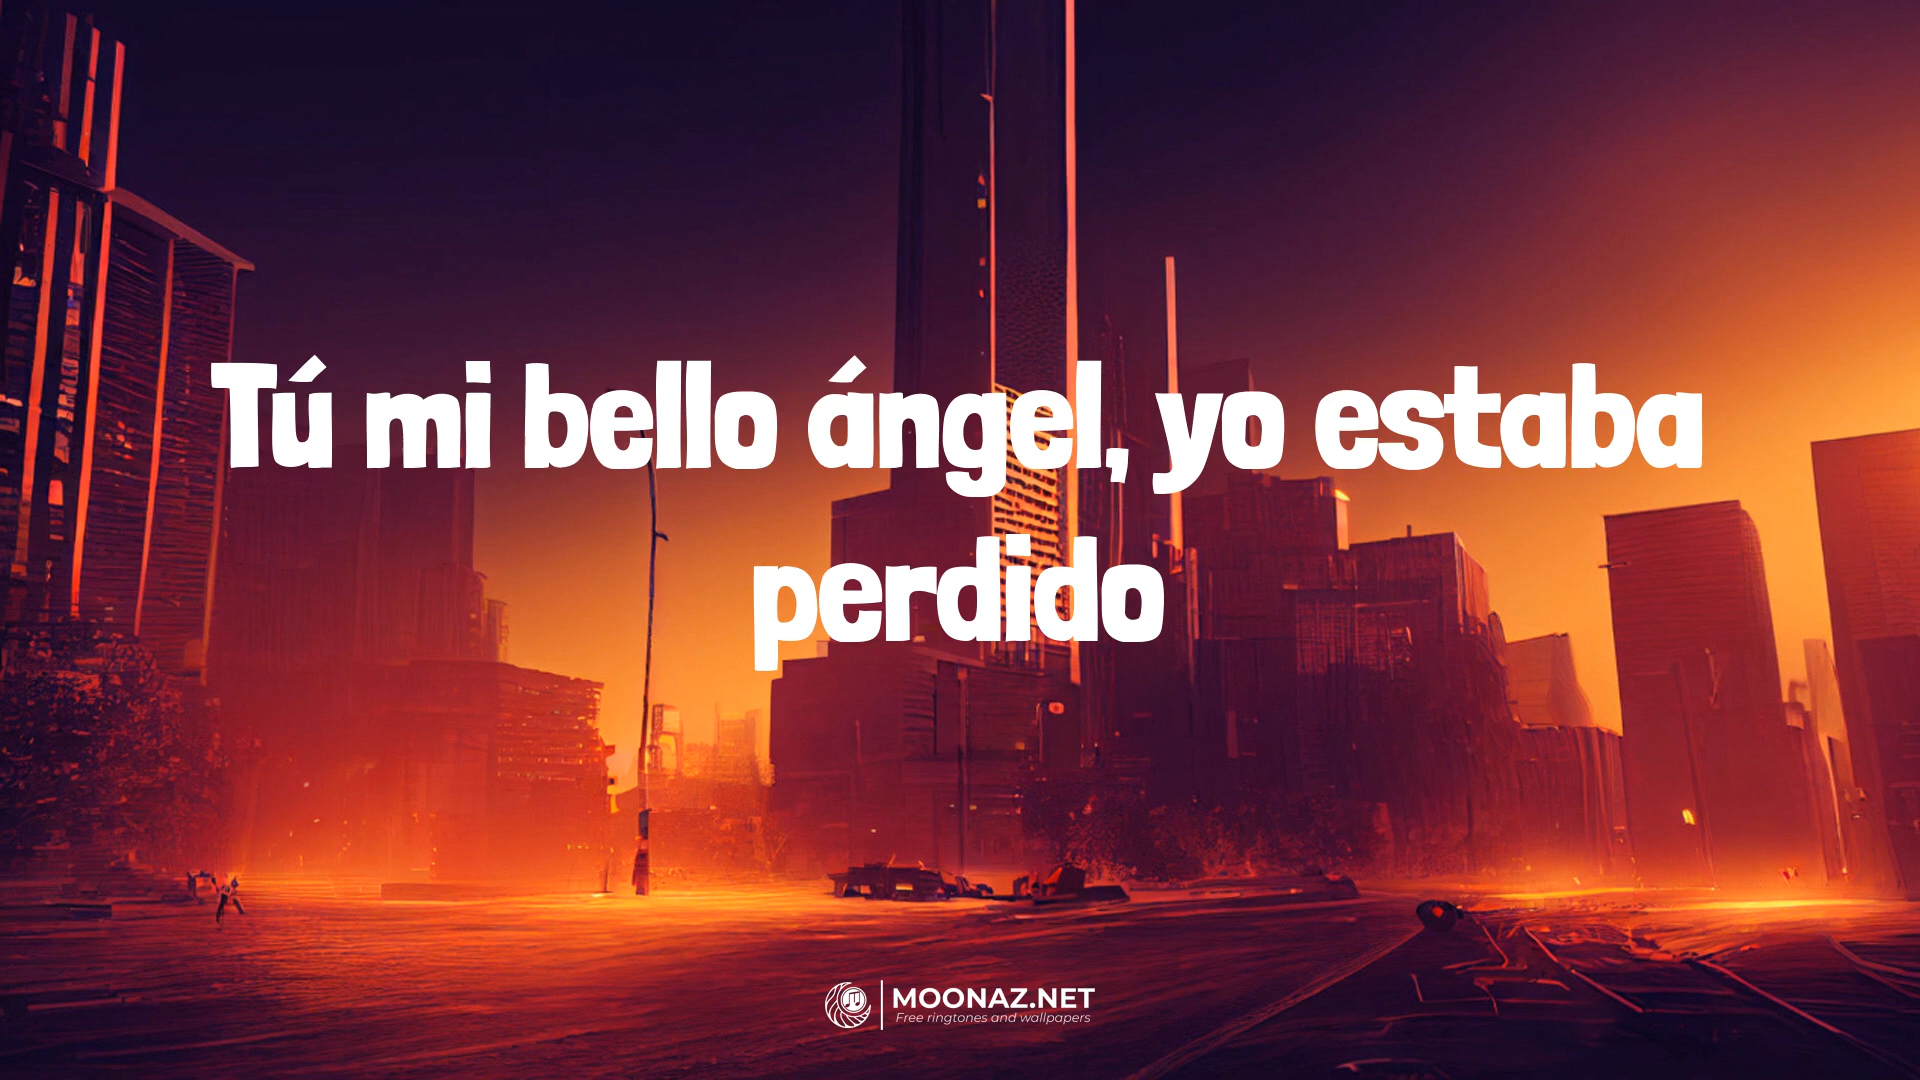 Tú mi bello ángel, yo estaba
perdido
MOONAZ.NET
Free ringtones and wallpapers